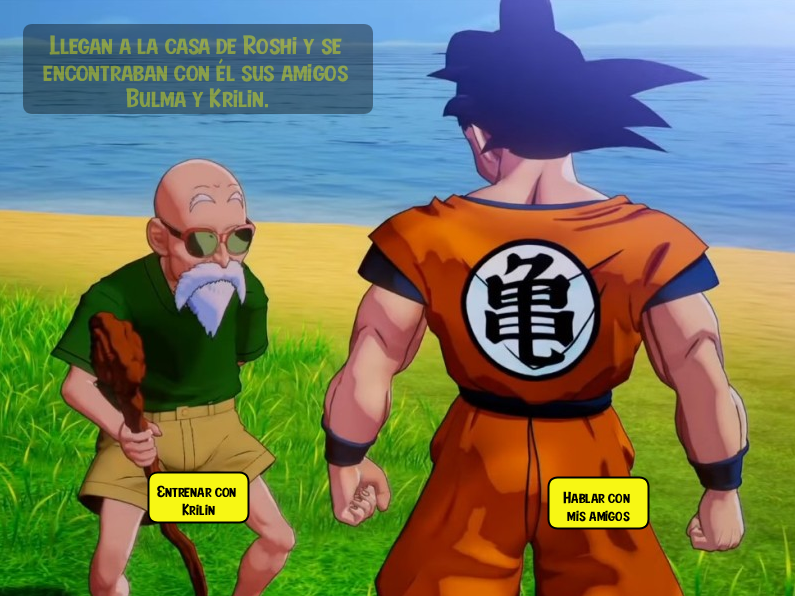 Llegan a la casa de Roshi y se
encontraban con él sus amigos
Bulma y Krilin.
亀
Entrenar con
Krilin
Hablar con
mis amigos